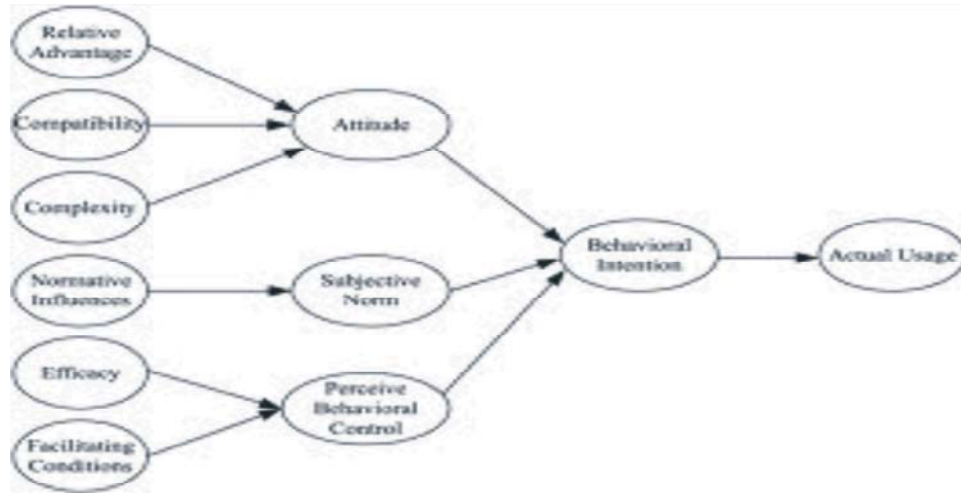 Relative
Advantage
Compatibility
Attitude
Complexity
Behavioral
Intention
Actual Usage
Normative
Influences
Subjective
Norm
Efficacy
Perceive
Behavioral
Control
Facilitating
Conditions